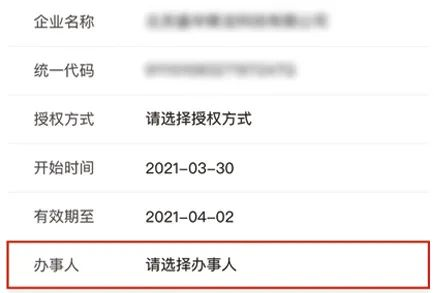 企业名称
统一代码
授权方式 请选择授权方式
开始时间 2021-03-30
有效期至 2021-04-02
办事人 请选择办事人